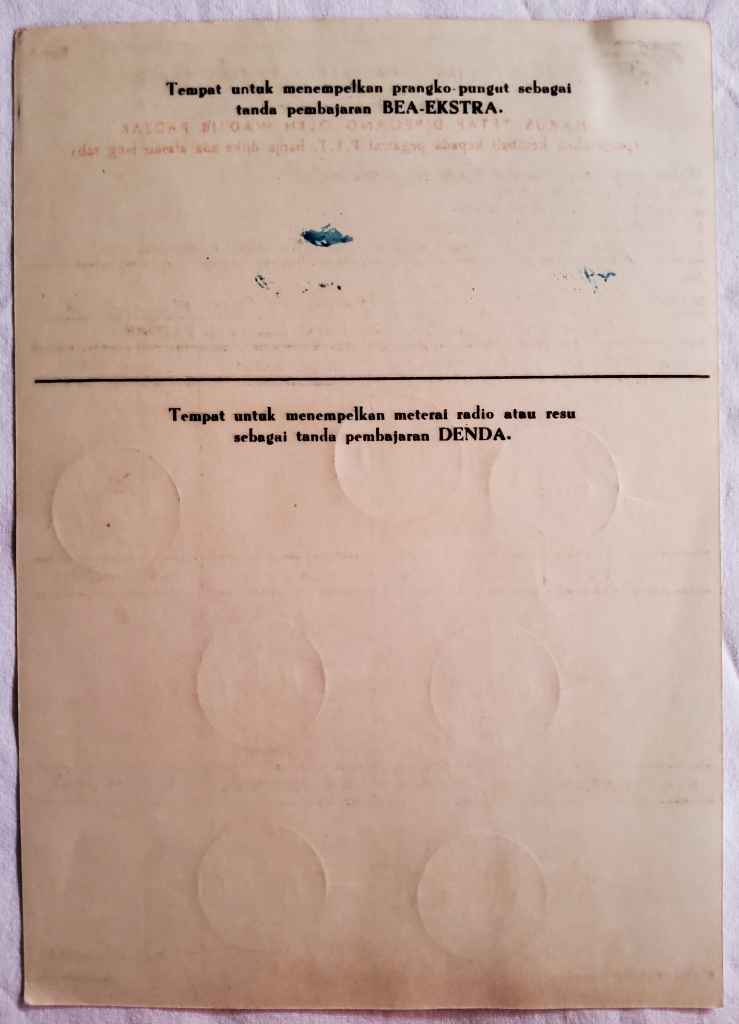 Tempat untuk menempelkan prangko-pungut sebagai
tanda pembajaran BEA-EKSTRA.
Tempat untuk menempelkan meterai radio atau resu
sebagai tanda pembajaran DENDA.